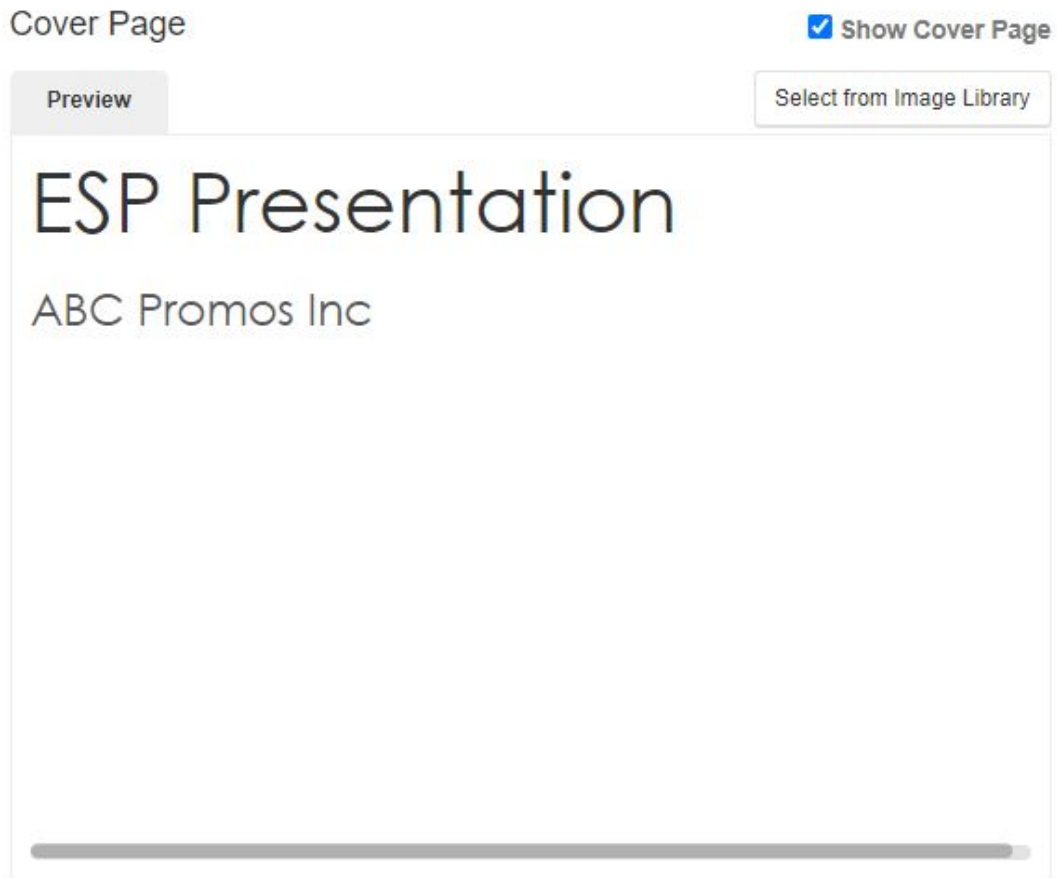 Cover Page
Show Cover Page
Preview
Select from Image Library
ESP Presentation
ABC Promos Inc